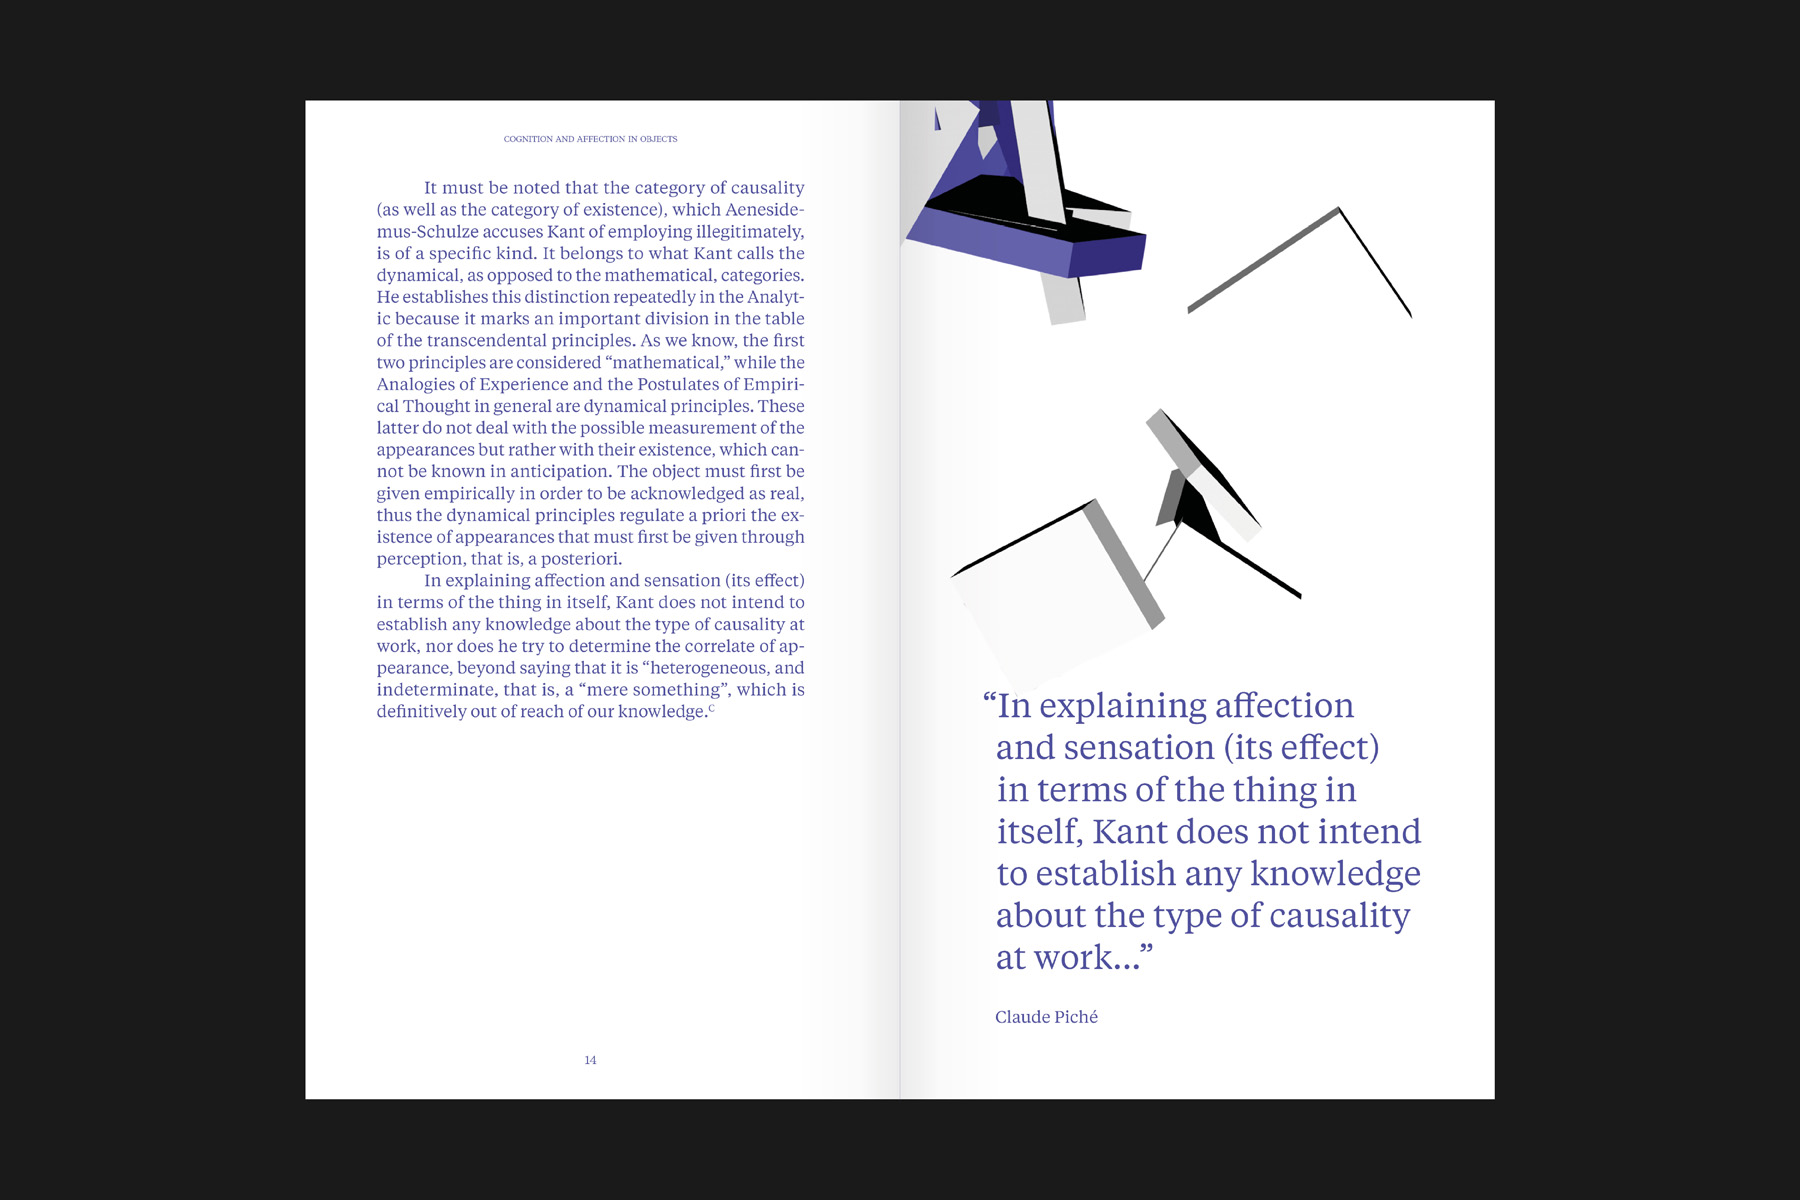 COGNITION AND AFFECTION IN OBJECTS
It must be noted that the category of causality
(as well as the category of existence), which Aeneside-
mus-Schulze accuses Kant of employing illegitimately,
is of a specific kind. It belongs to what Kant calls the
dynamical, as opposed to the mathematical, categories.
He establishes this distinction repeatedly in the Analyt-
ic because it marks an important division in the table
of the transcendental principles. As we know, the first
two principles are considered “mathematical,” while the
Analogies of Experience and the Postulates of Empiri-
cal Thought in general are dynamical principles. These
latter do not deal with the possible measurement of the
appearances but rather with their existence, which can-
not be known in anticipation. The object must first be
given empirically in order to be acknowledged as real,
thus the dynamical principles regulate a priori the ex-
istence of appearances that must first be given through
perception, that is, a posteriori.
In explaining affection and sensation (its effect)
in terms of the thing in itself, Kant does not intend to
establish any knowledge about the type of causality at
work, nor does he try to determine the correlate of ap-
pearance, beyond saying that it is “heterogeneous, and
indeterminate, that is, a “mere something”, which is
definitively out of reach of our knowledge.C
14
“In explaining affection
and sensation (its effect)
in terms of the thing in
itself, Kant does not intend
to establish any knowledge
about the type of causality
at work...”
Claude Piché